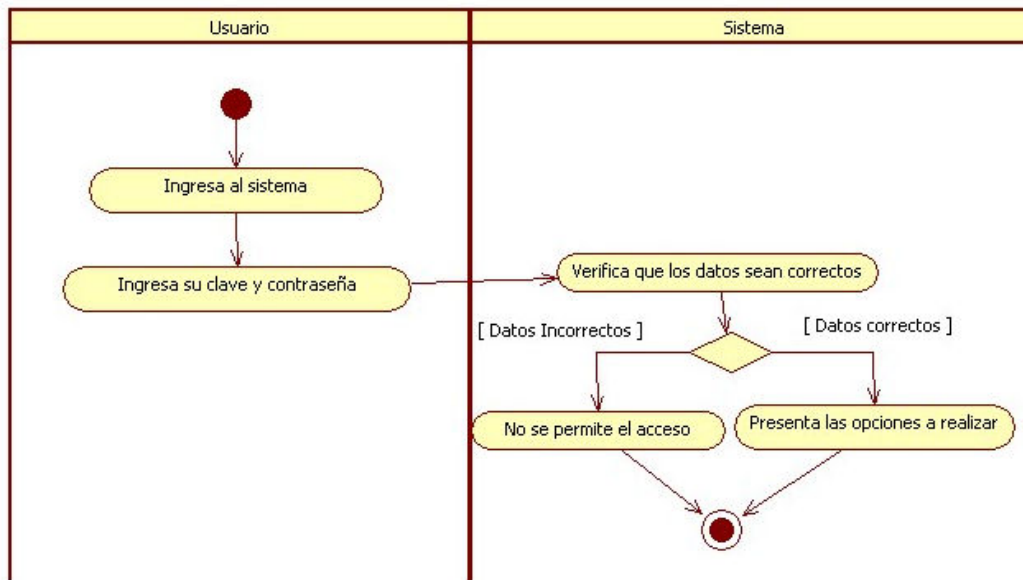 Usuario
Sistema
Ingresa al sistema
Ingresa su clave y contraseña
Verifica que los datos sean correctos
[ Datos Incorrectos ]
[ Datos correctos ]
No se permite el acceso
Presenta las opciones a realizar